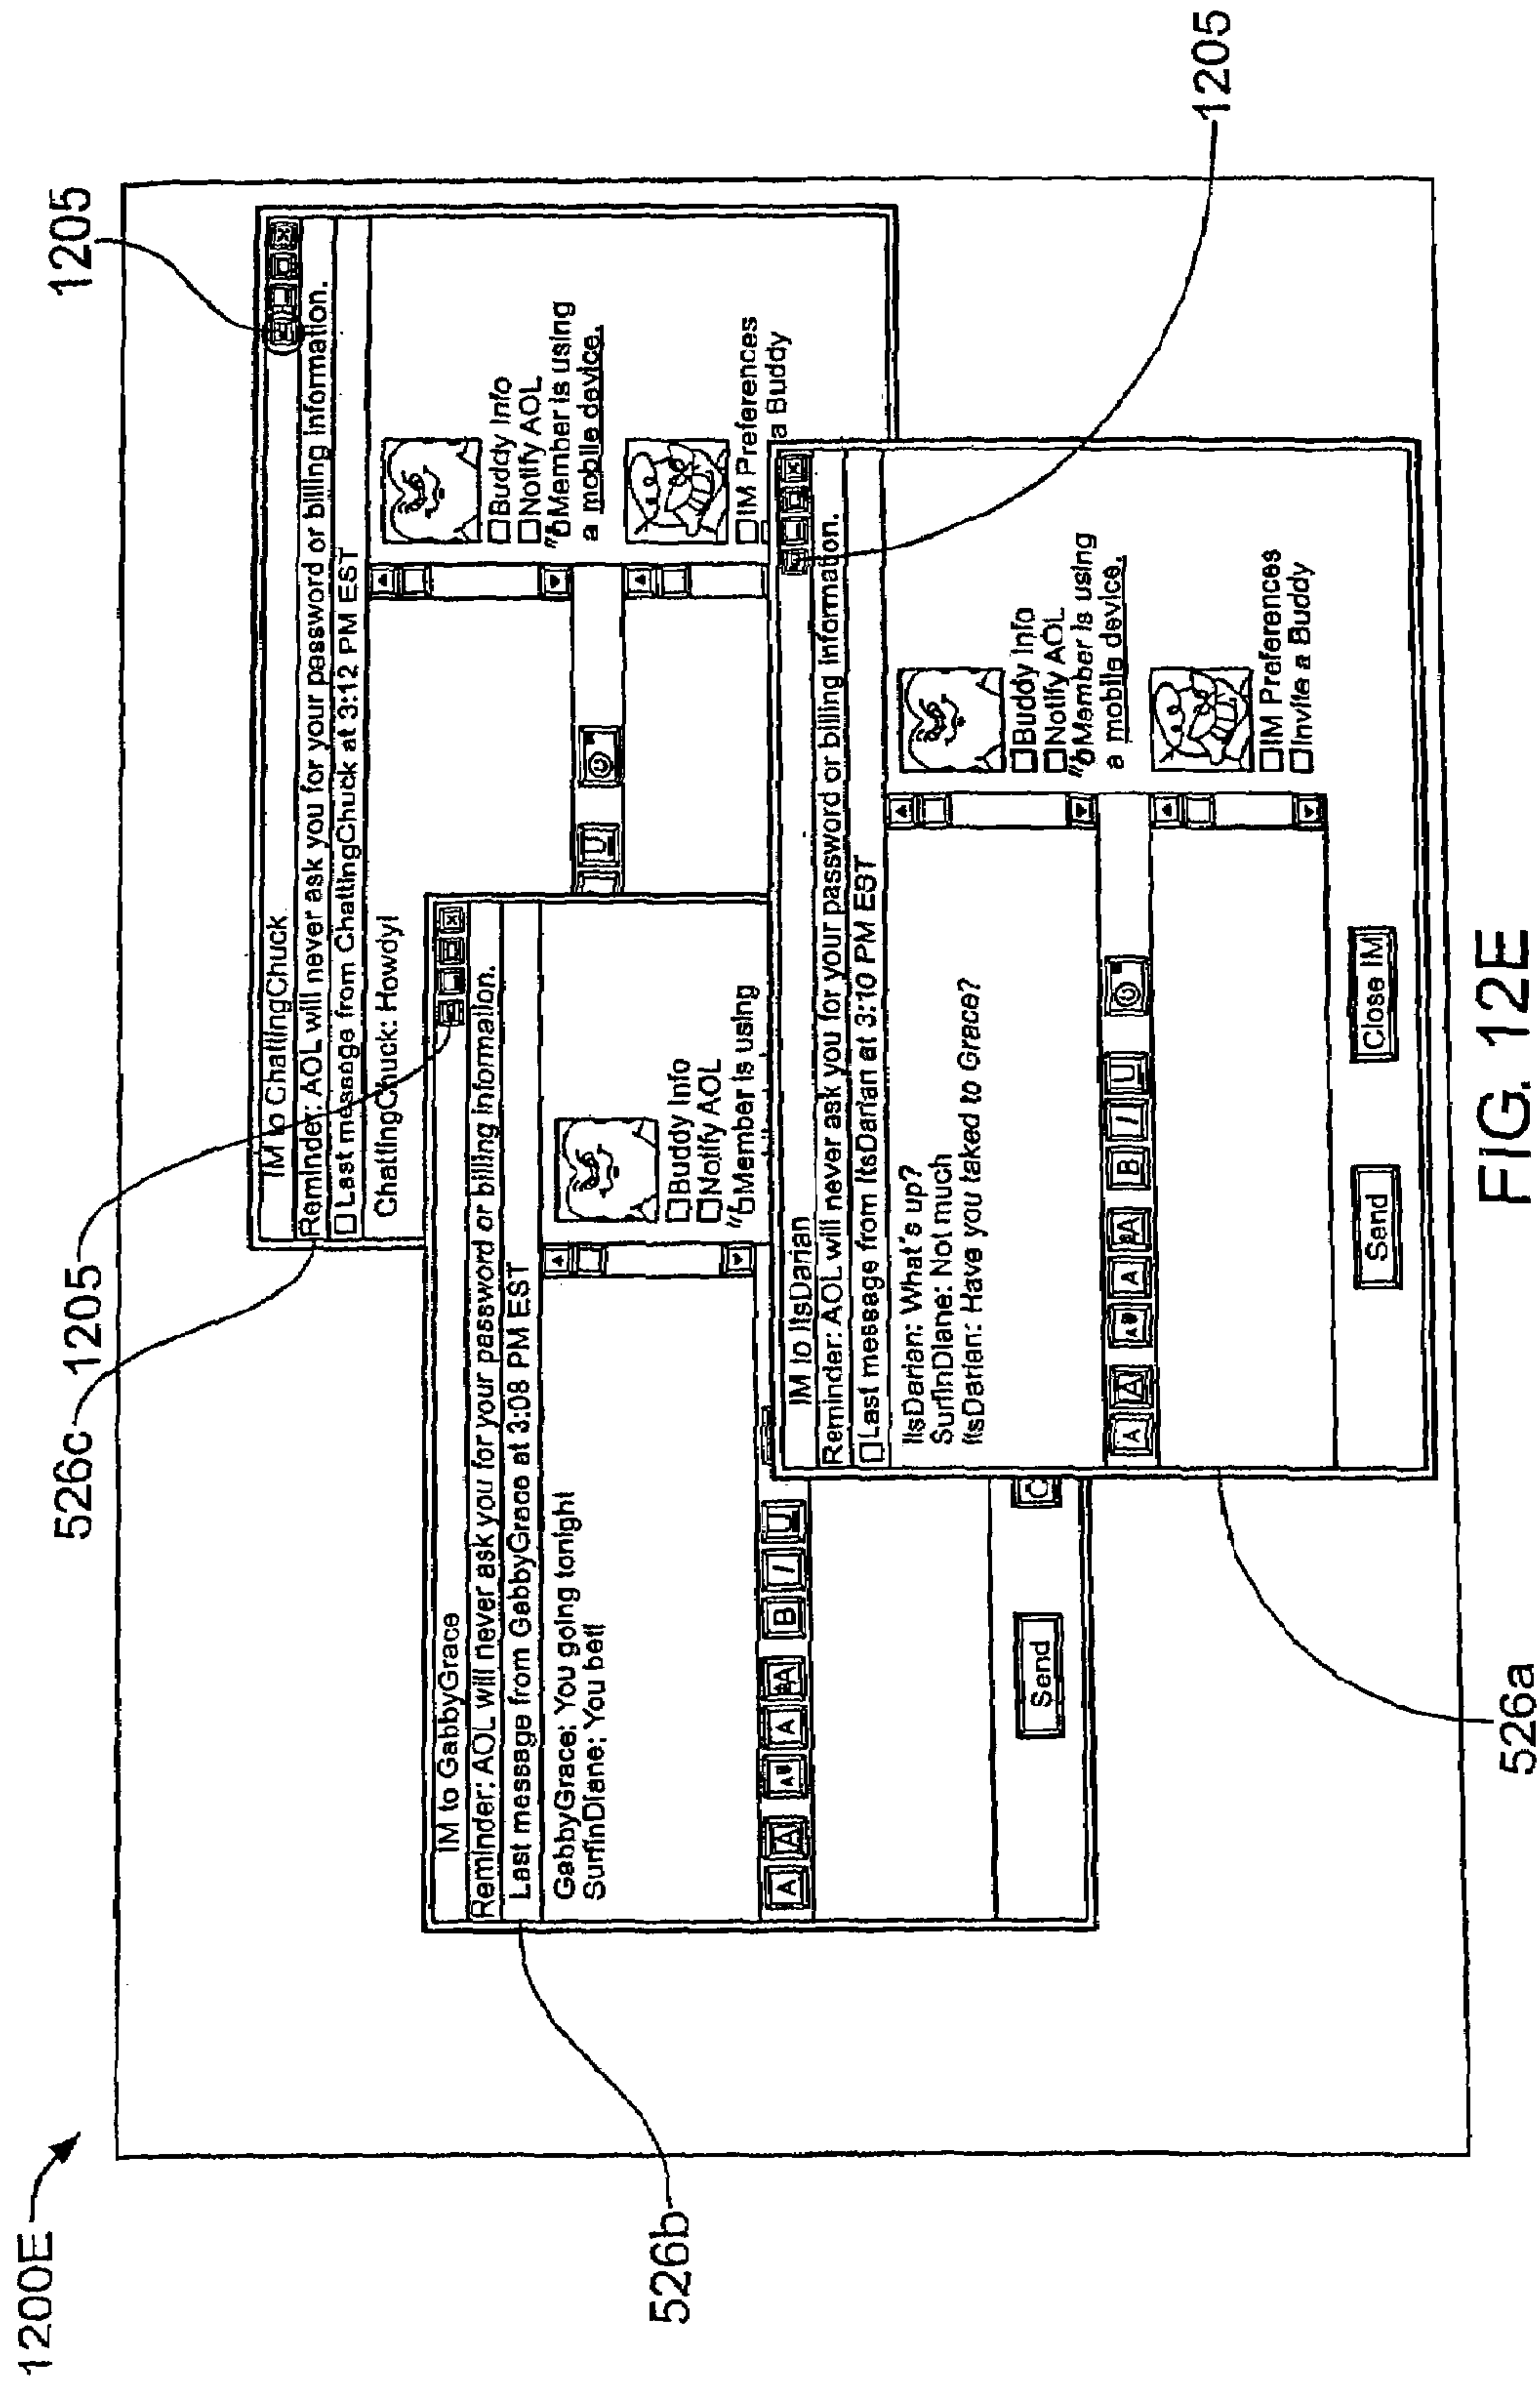 1200E
1205
526c
1205
1205
526b
526a
IM to ChattingChuck
Reminder: AOL will never ask you for your password or billing information.
Last message from ChattingChuck at 3:12 PM EST
ChattingChuck: Howdy!
Buddy Info
Notify AOL
Member is using
a mobile device.
U
IM Preferences
a Buddy
IM to GabbyGrace
Reminder: AOL will never ask you for your password or billing information.
Last message from GabbyGrace at 3:08 PM EST
GabbyGrace: You going tonight
SurfinDiane: You bet!
Buddy Info
Notify AOL
Member is using
A A A A A B I U
Send
C
IM to ItsDarian
Reminder: AOL will never ask you for your password or billing information.
Last message from ItsDarian at 3:10 PM EST
ItsDarian: What's up?
SurfinDiane: Not much
ItsDarian: Have you taked to Grace?
Buddy Info
Notify AOL
Member is using
a mobile device.
A A A A A B I U
IM Preferences
Invite a Buddy
Send
Close IM
FIG. 12E